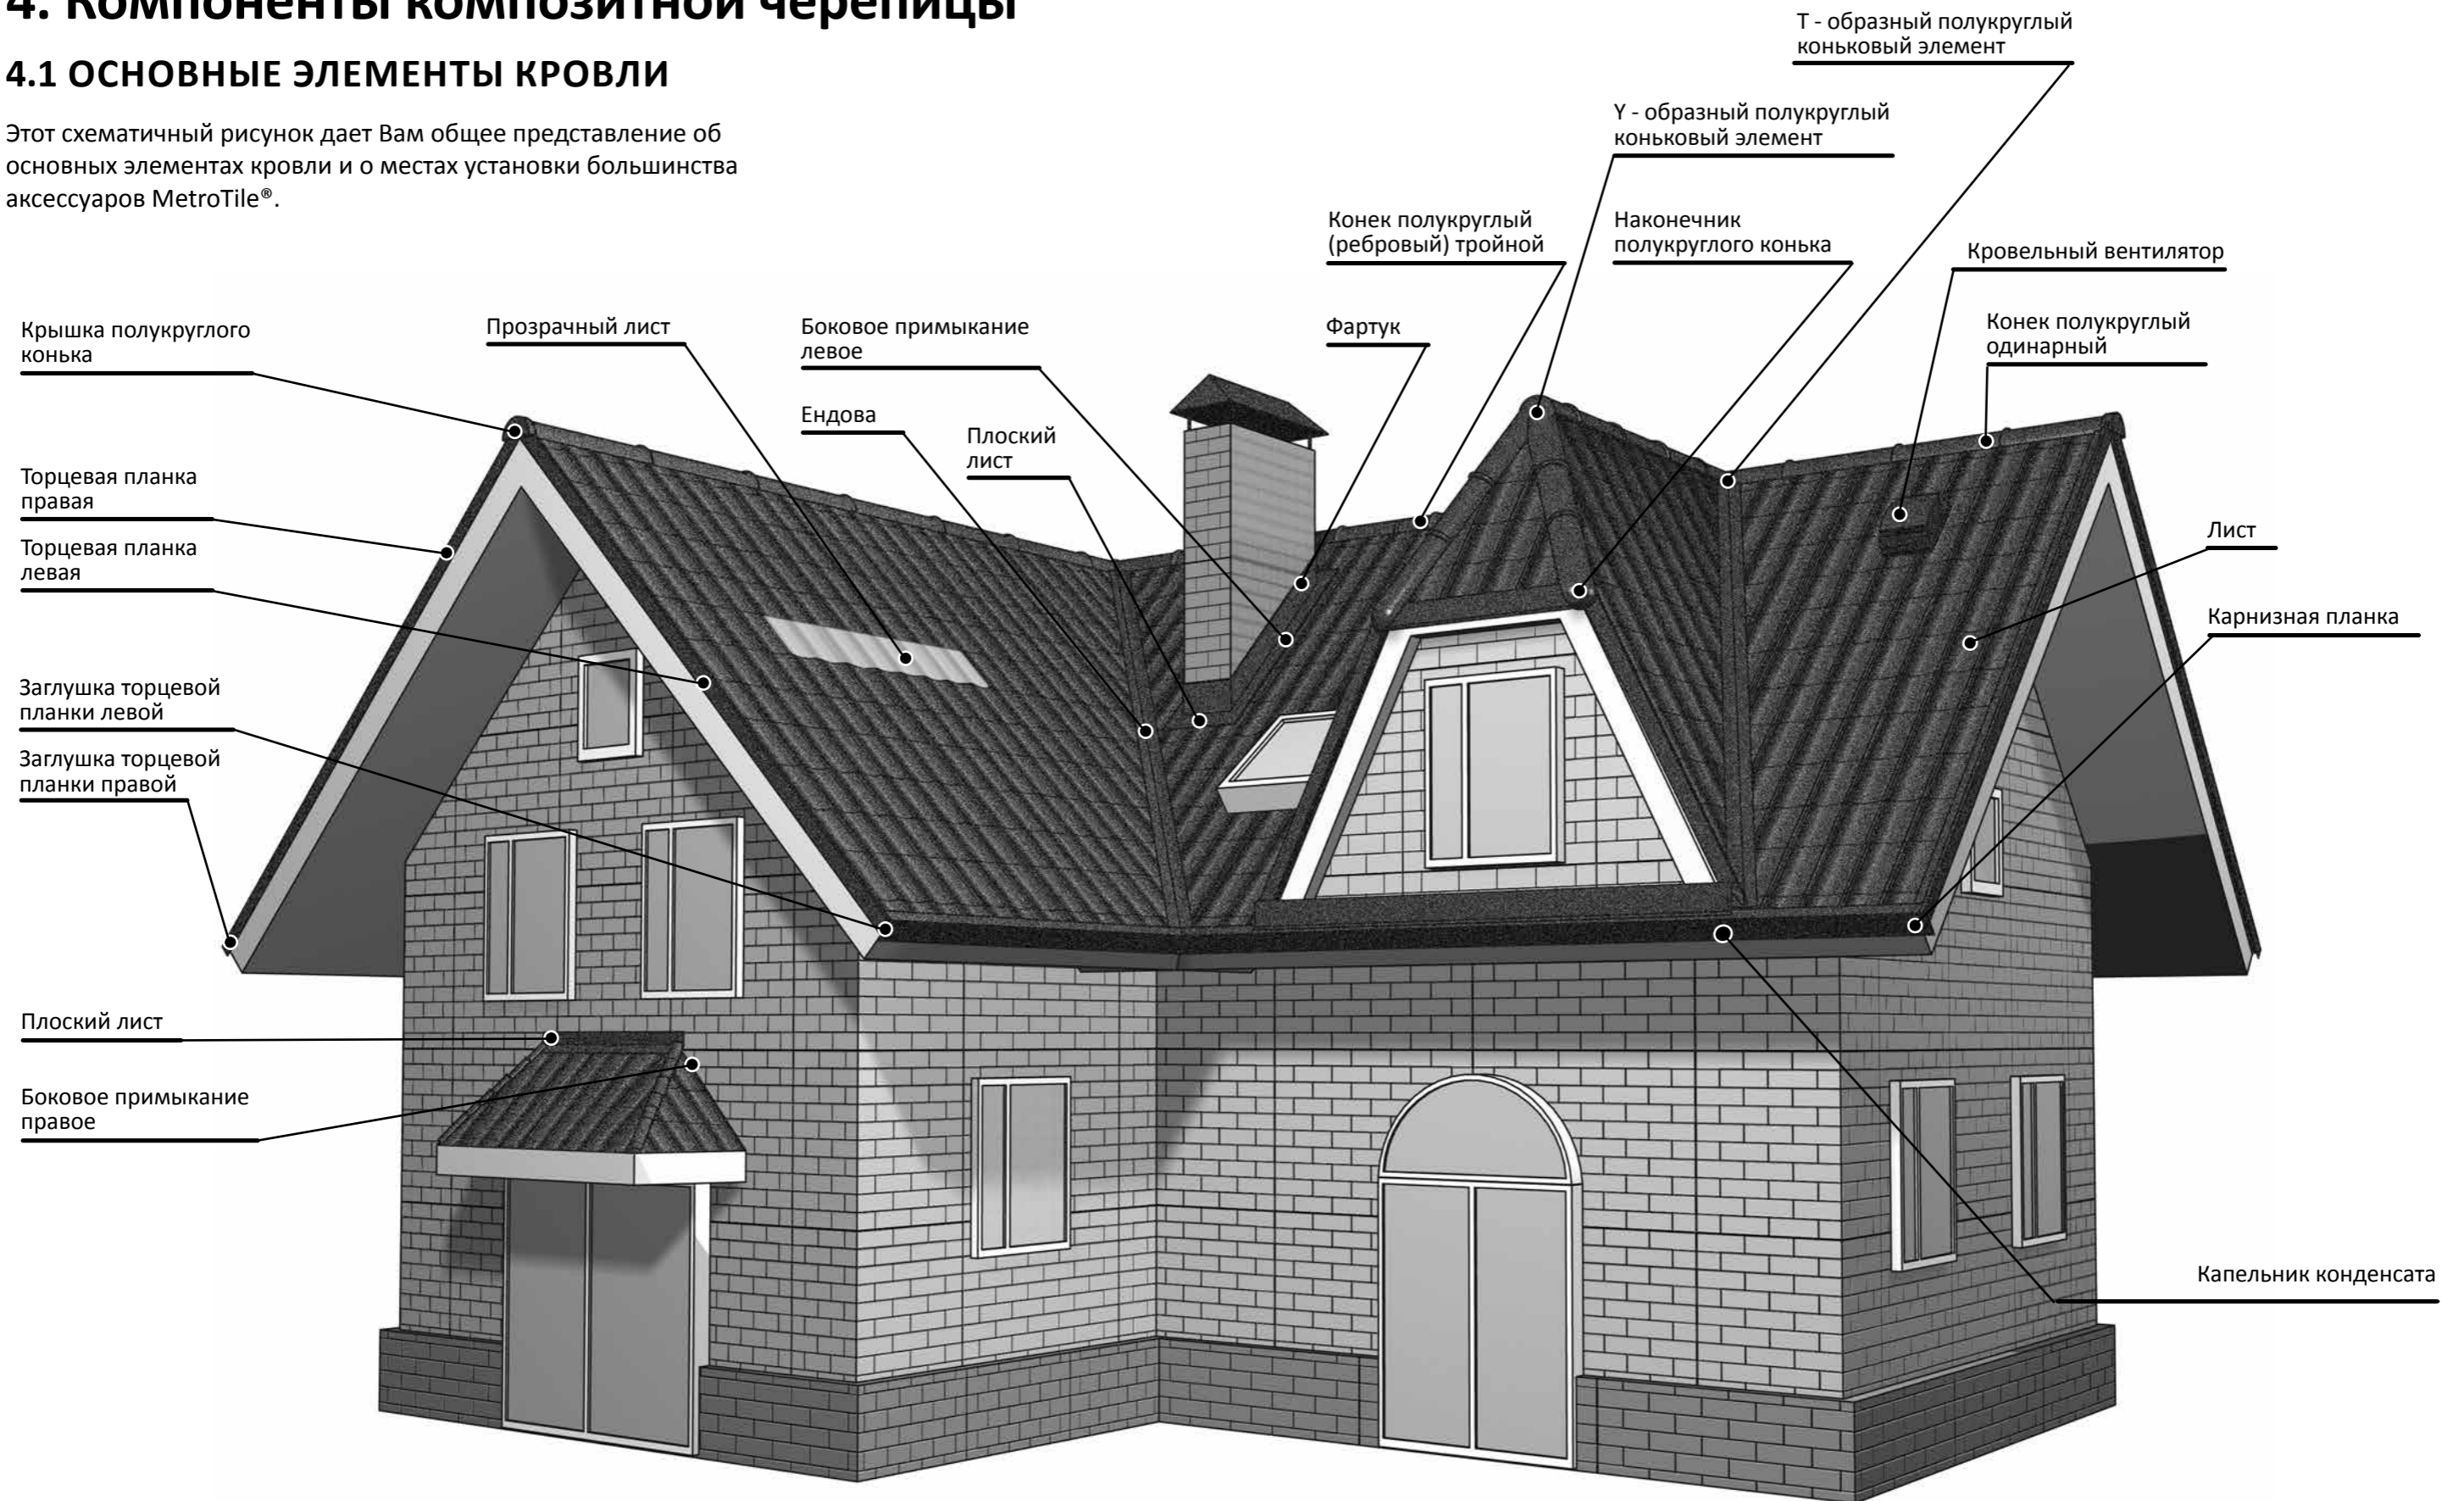 4. Компоненты композитной черепицы
4.1 ОСНОВНЫЕ ЭЛЕМЕНТЫ КРОВЛИ
Этот схематичный рисунок дает Вам общее представление об
основных элементах кровли и о местах установки большинства
аксессуаров MetroTile®.
Т - образный полукруглый
коньковый элемент
Y - образный полукруглый
коньковый элемент
Конек полукруглый
(ребровый) тройной
Наконечник
полукруглого конька
Кровельный вентилятор
Крышка полукруглого
конька
Прозрачный лист
Боковое примыкание
левое
Фартук
Конек полукруглый
одинарный
Ендова
Плоский
лист
Торцевая планка
правая
Торцевая планка
левая
Лист
Карнизная планка
Заглушка торцевой
планки левой
Заглушка торцевой
планки правой
Плоский лист
Боковое примыкание
правое
Капельник конденсата